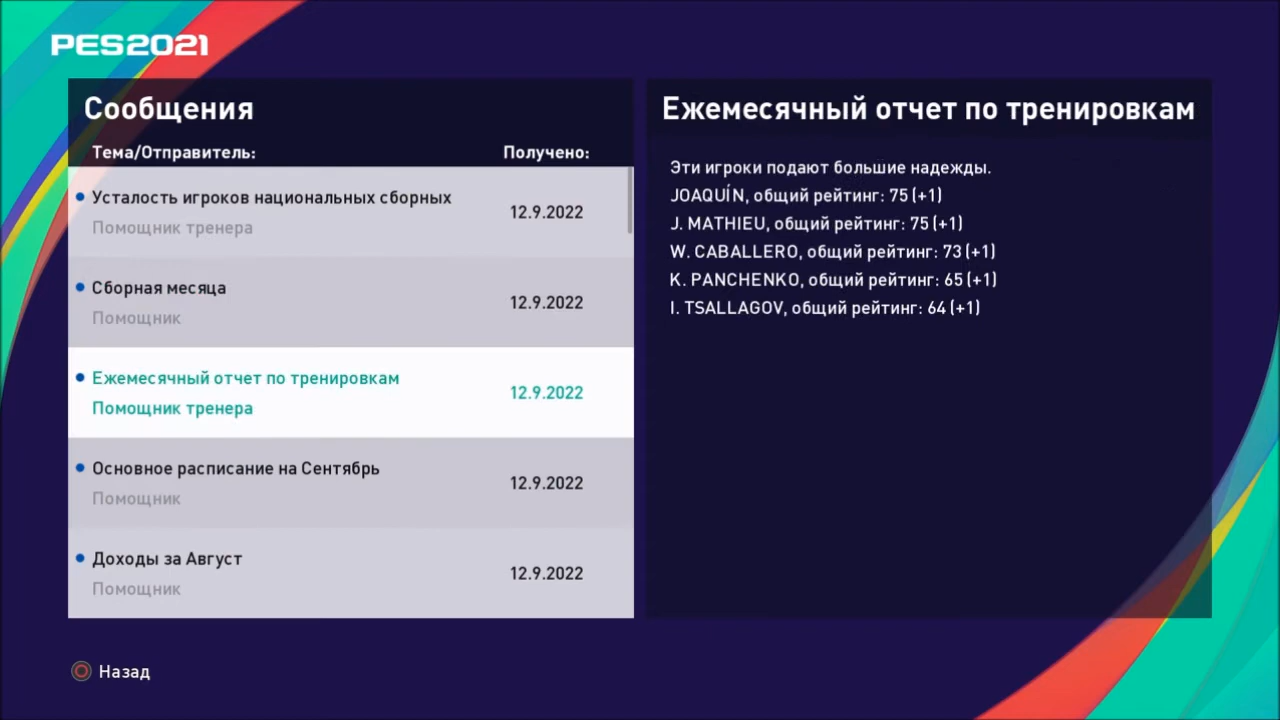 PES2021
Сообщения
Тема/Отправитель: Получено:
Усталость игроков национальных сборных
Помощник тренера
12.9.2022
Сборная месяца
Помощник
12.9.2022
Ежемесячный отчет по тренировкам
Помощник тренера
12.9.2022
Основное расписание на Сентябрь
Помощник
12.9.2022
Доходы за Август
Помощник
12.9.2022
Ежемесячный отчет по тренировкам
Эти игроки подают большие надежды.
JOAQUÍN, общий рейтинг: 75 (+1)
J. MATHIEU, общий рейтинг: 75 (+1)
W. CABALLERO, общий рейтинг: 73 (+1)
K. PANCHENKO, общий рейтинг: 65 (+1)
I. TSALLAGOV, общий рейтинг: 64 (+1)
Назад